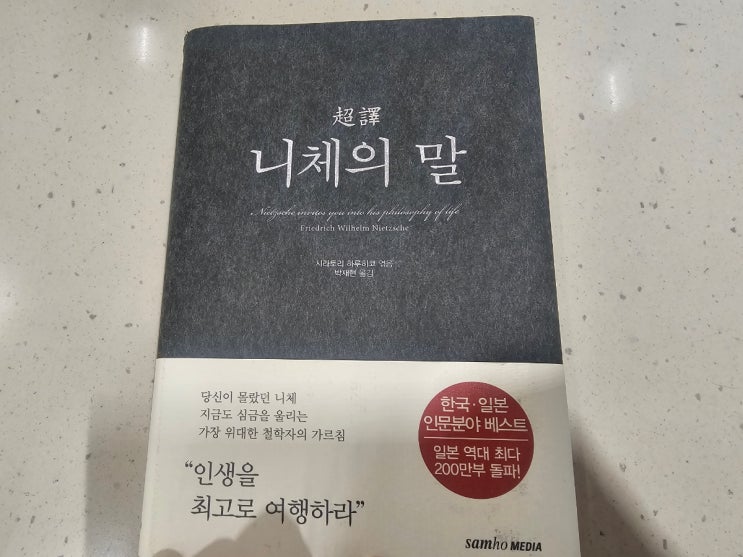 超譯
니체의 말
Nietzsche invites you into his philosophy of life
Friedrich Wilhelm Nietzsche
시라토리 하루히코 엮음
박재현 옮김
당신이 몰랐던 니체
지금도 심금을 울리는
가장 위대한 철학자의 가르침
“인생을
최고로 여행하라”
한국·일본
인문분야 베스트
일본 역대 최다
200만부 돌파!
samho MEDIA